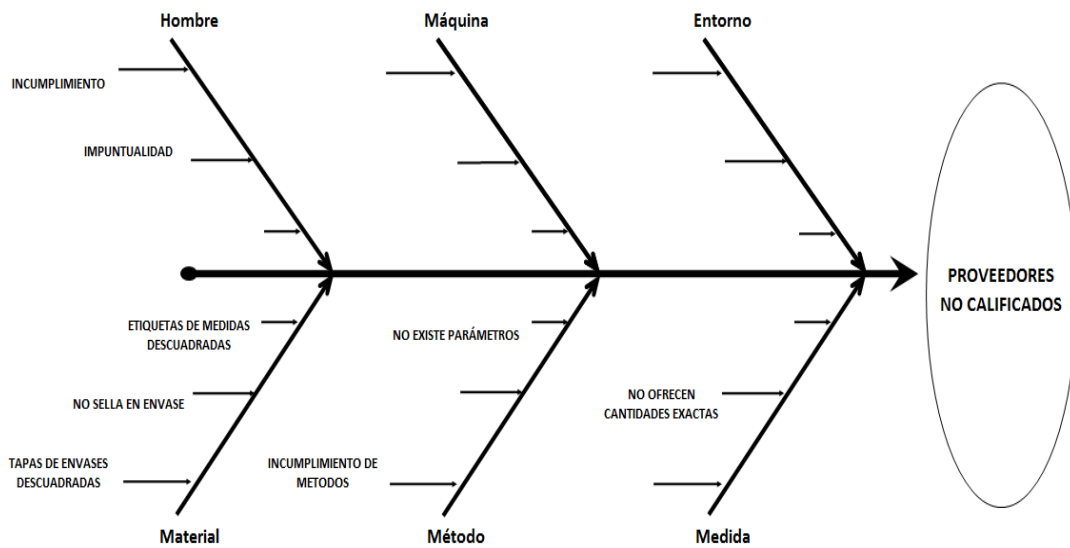 Hombre
Máquina
Entorno
INCUMPLIMIENTO
IMPUNTUALIDAD
PROVEEDORES
NO CALIFICADOS
ETIQUETAS DE MEDIDAS
DESCUADRADAS
NO EXISTE PARÁMETROS
NO SELLA EN ENVASE
NO OFRECEN
CANTIDADES EXACTAS
TAPAS DE ENVASES
DESCUADRADAS
INCUMPLIMIENTO DE
METODOS
Material
Método
Medida